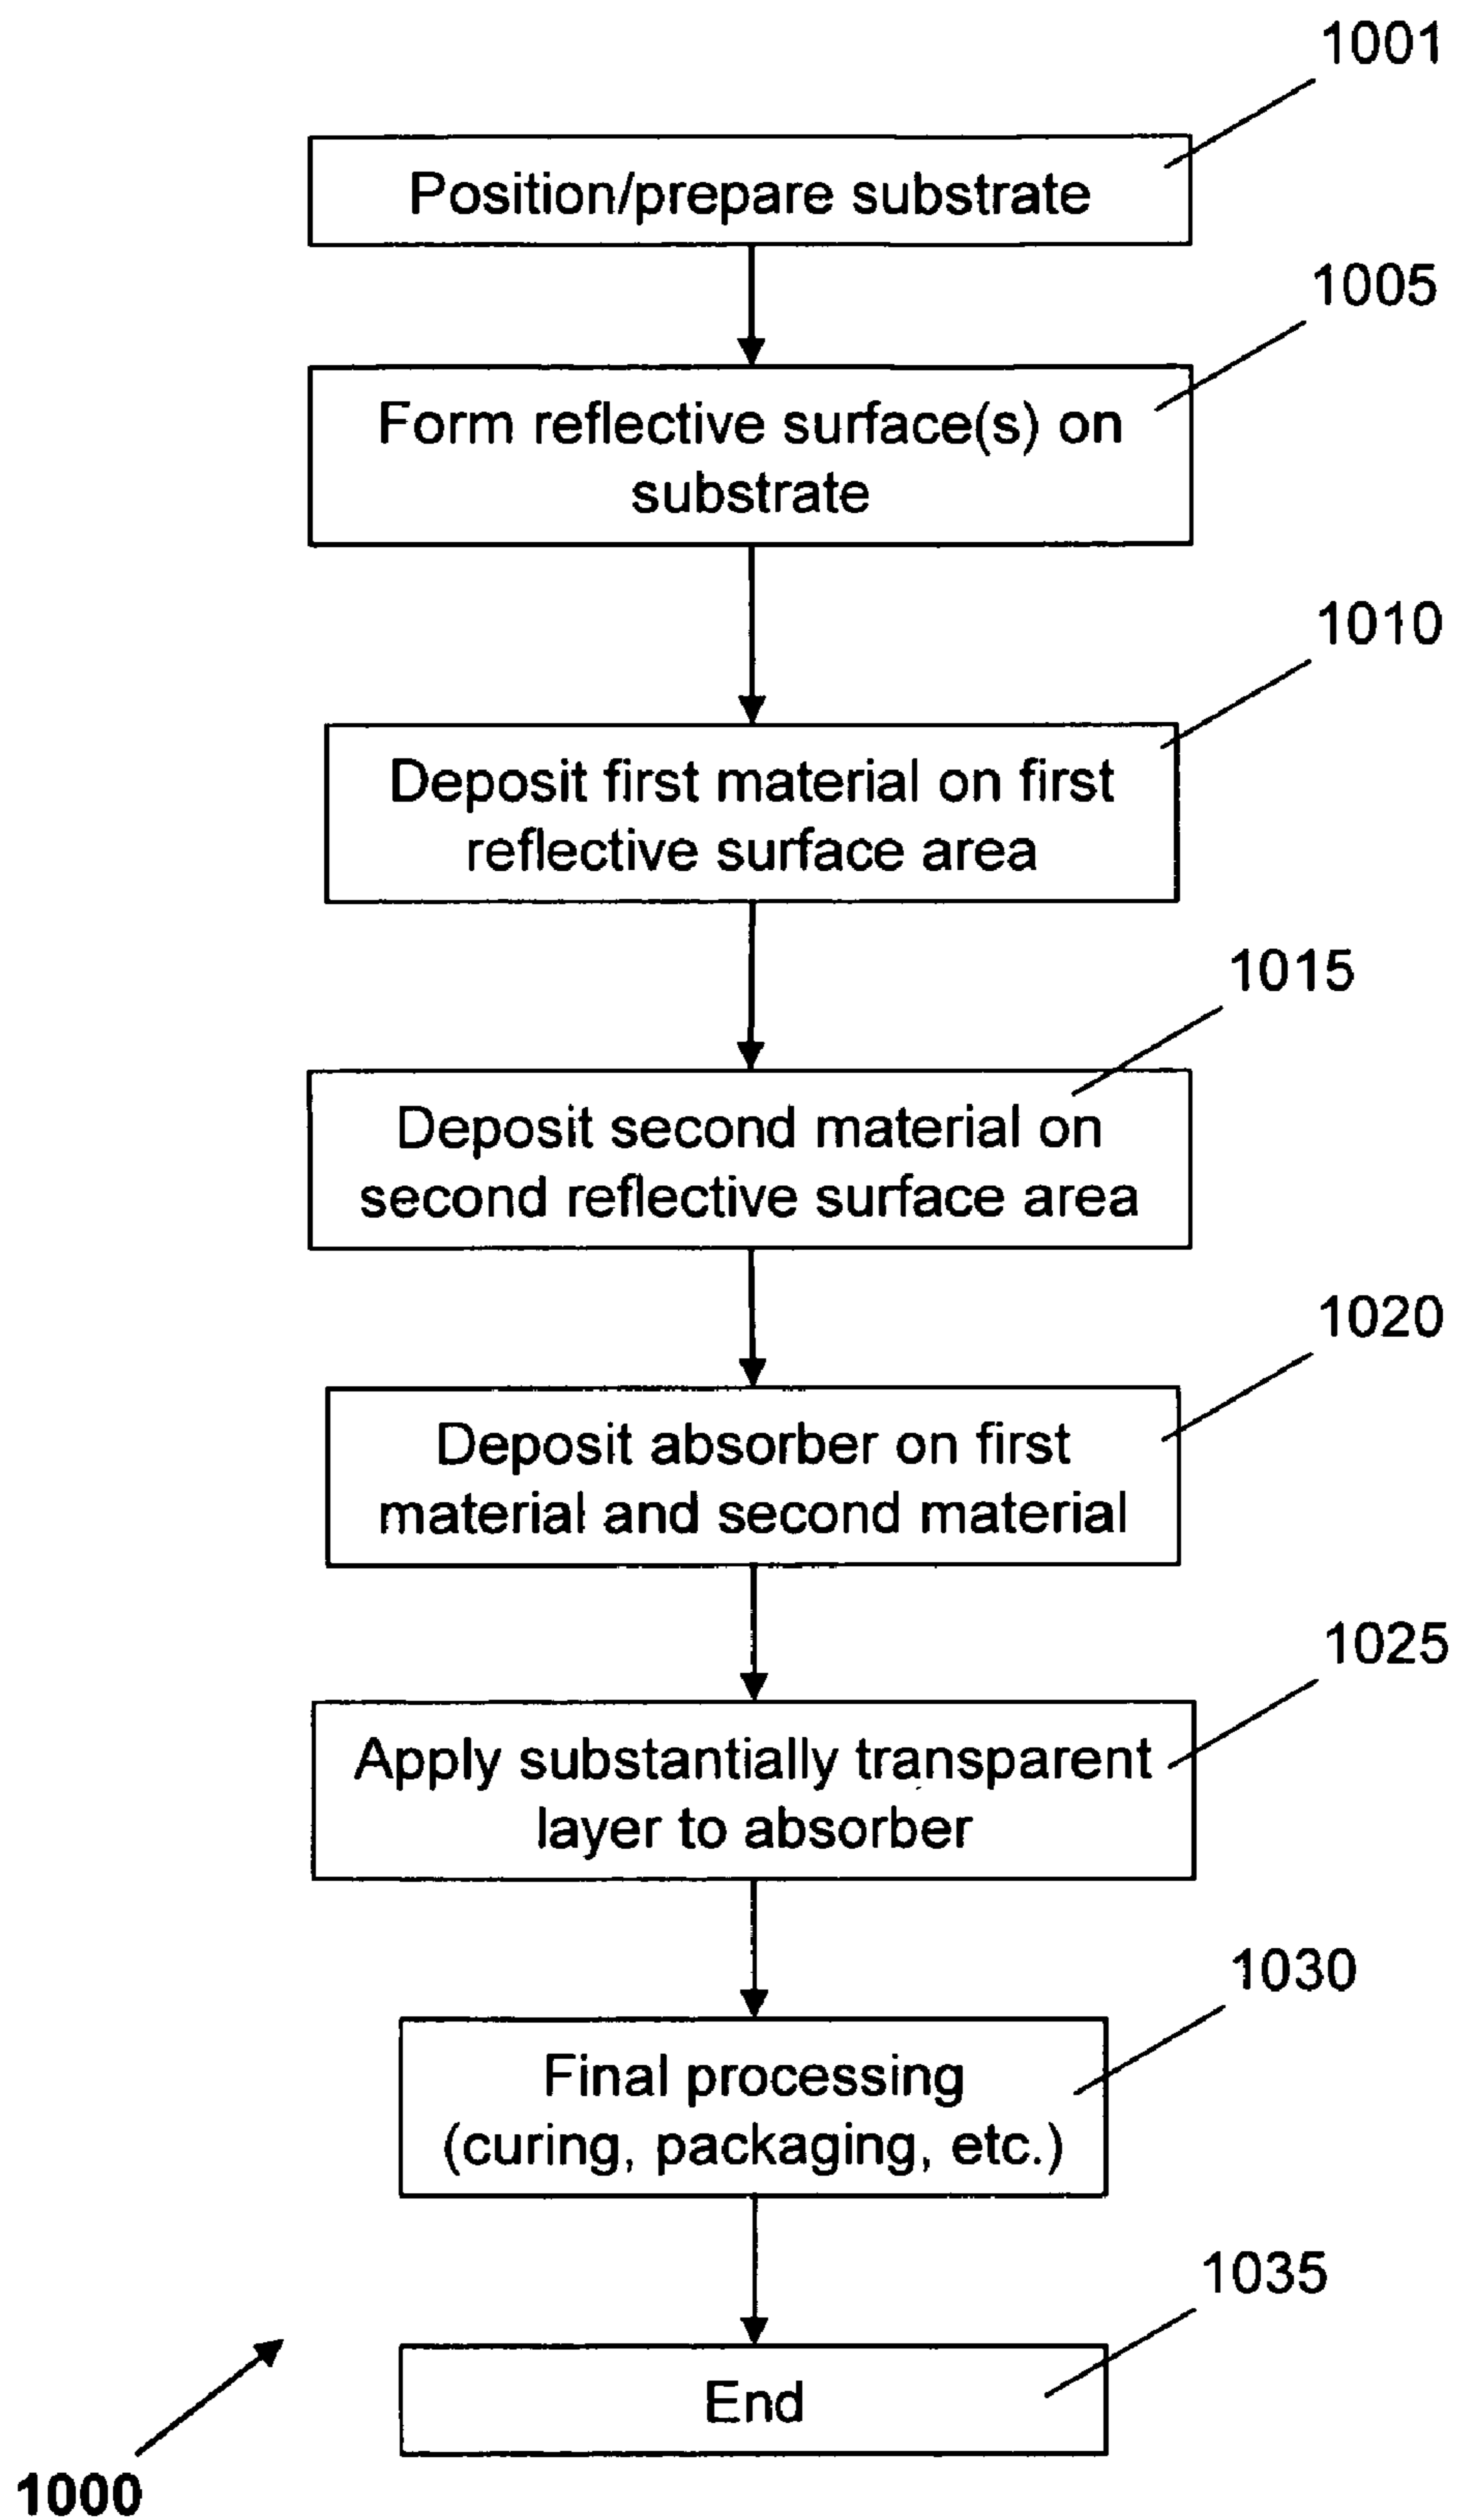 1001
Position/prepare substrate
1005
Form reflective surface(s) on
substrate
1010
Deposit first material on first
reflective surface area
1015
Deposit second material on
second reflective surface area
1020
Deposit absorber on first
material and second material
1025
Apply substantially transparent
layer to absorber
1030
Final processing
(curing, packaging, etc.)
1035
End
1000